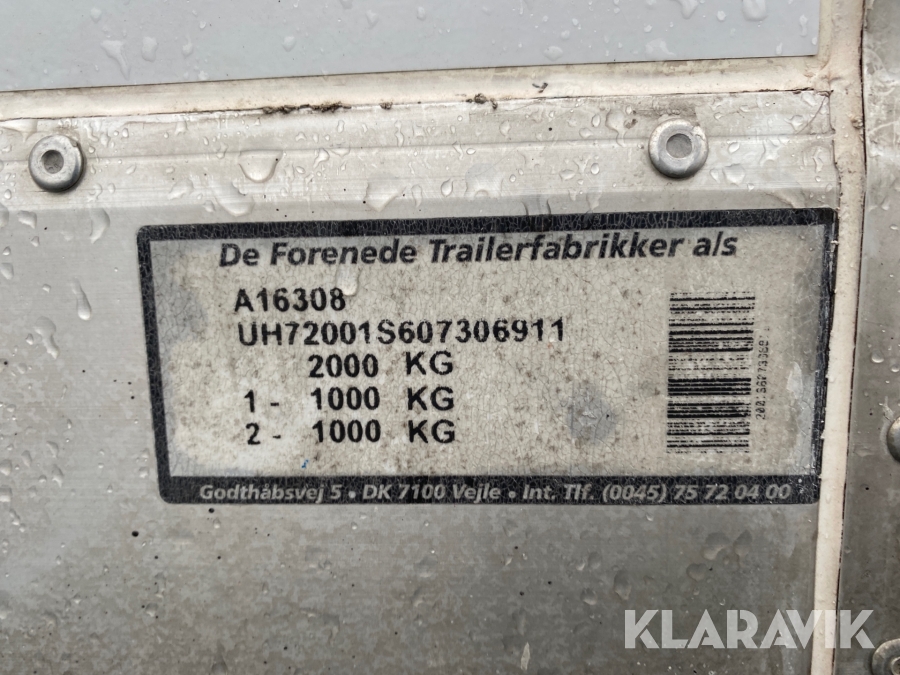 De Forenede Trailerfabrikker a/s
A16308
UH72001S607306911
2000 KG
1 - 1000 KG
2 - 1000 KG
Godthåbsvej 5 • DK 7100 Vejle • Int. Tlf. (0045) 75 72 04 00
KLARAVIK